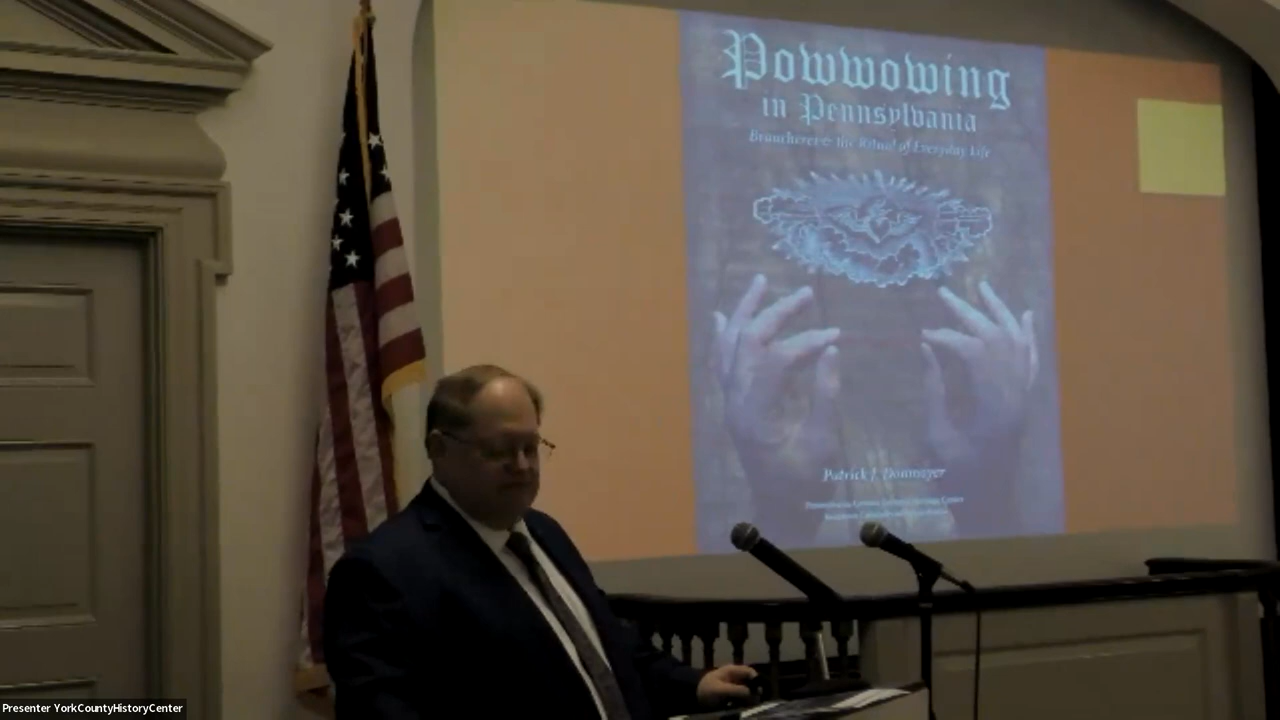 Powwowing
in Pennsylvania
Braucherei & the Ritual of Everyday Life
Patrick J. Donmoyer
Presenter YorkCountyHistoryCenter